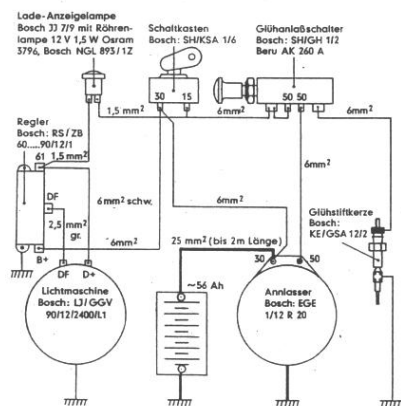 Lade-Anzeigelampe
Bosch JJ 7/9 mit Röhren-
lampe 12 V 1,5 W Osram
3796, Bosch NGL 893/1Z
Schaltkasten
Bosch: SH/KSA 1/6
Glühanlaßschalter
Bosch: SH/GH 1/2
Beru AK 260 A
30 15
50 50
1,5 mm²
6mm²
6mm²
Regler
Bosch: RS/ZB
60.....90/12/1
61 1,5 mm²
6mm²
DF
6mm² schw.
6mm²
2,5 mm²
gr.
Glühstiftkerze
Bosch:
KE/GSA 12/2
B+
6mm²
25 mm² (bis 2m Länge)
DF D+
30 50
~56 Ah
Lichtmaschine
Bosch: LJ/GGV
90/12/2400/L1
Annlasser
Bosch: EGE
1/12 R 20